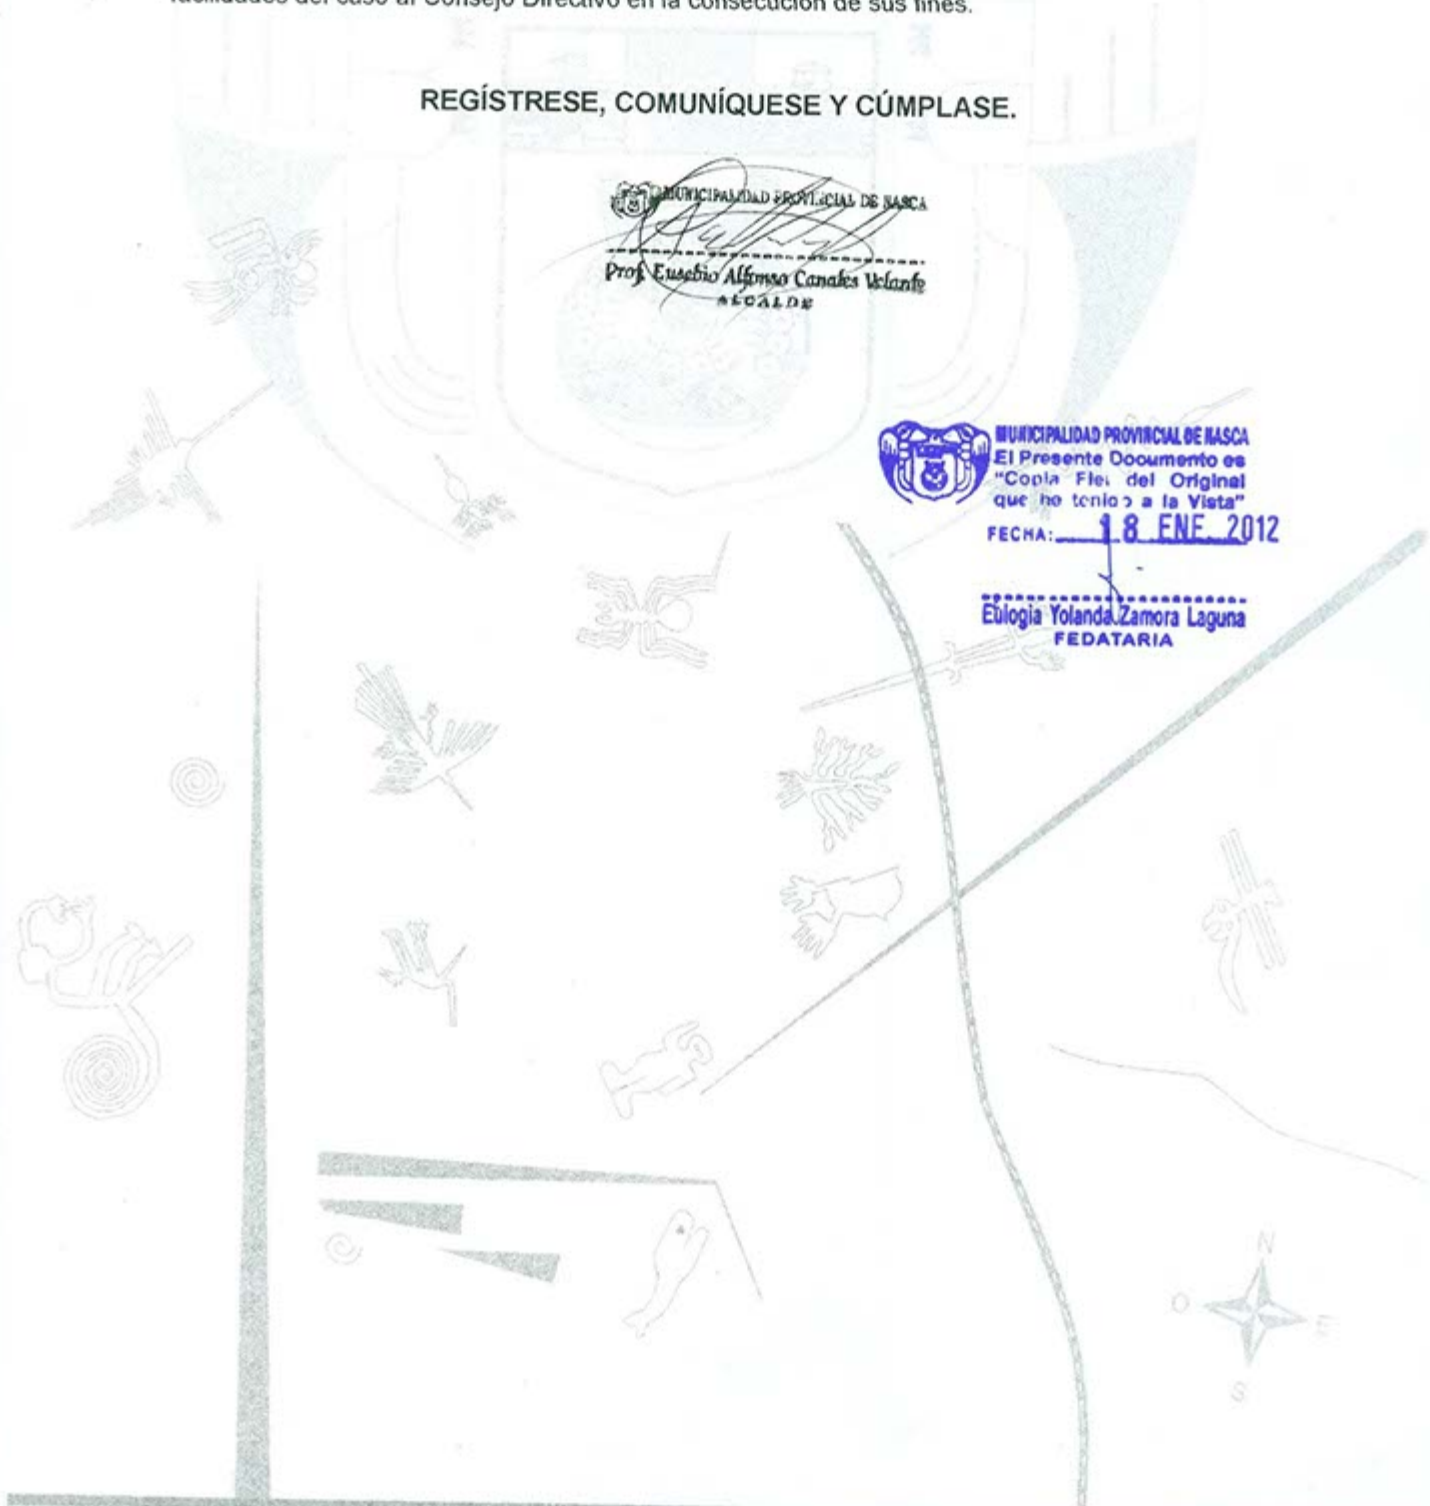 facilidades del caso al Consejo Directivo en la consecución de sus fines.
REGÍSTRESE, COMUNÍQUESE Y CÚMPLASE.
MUNICIPALIDAD PROVINCIAL DE NASCA
Prof. Eusebio Alfonso Canales Velarde
ALCALDE
MUNICIPALIDAD PROVINCIAL DE NASCA
El Presente Documento es
"Copia Fiel del Original
que he tenido a la Vista"
FECHA: 18 ENE. 2012
Eulogia Yolanda Zamora Laguna
FEDATARIA
N
O
E
S